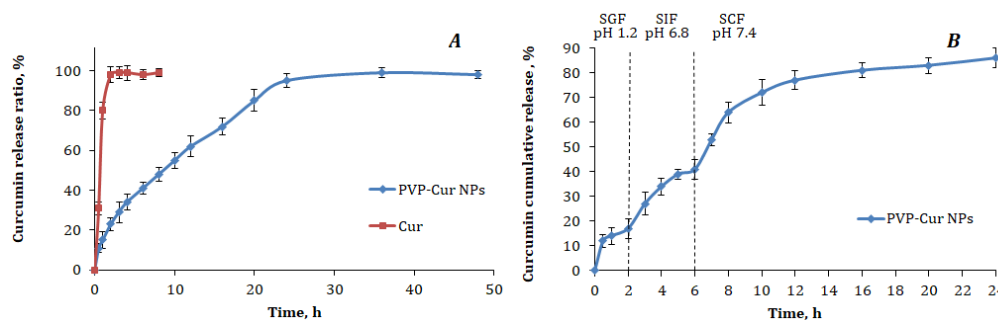 A
Curcumin release ratio, %
120
100
80
60
40
20
0
0
10
20
30
40
50
Time, h
PVP-Cur NPs
Cur
SGF
pH 1.2
SIF
pH 6.8
SCF
pH 7.4
B
Curcumin cumulative release , %
90
80
70
60
50
40
30
20
10
0
0
2
4
6
8
10
12
14
16
18
20
22
24
Time, h
PVP-Cur NPs